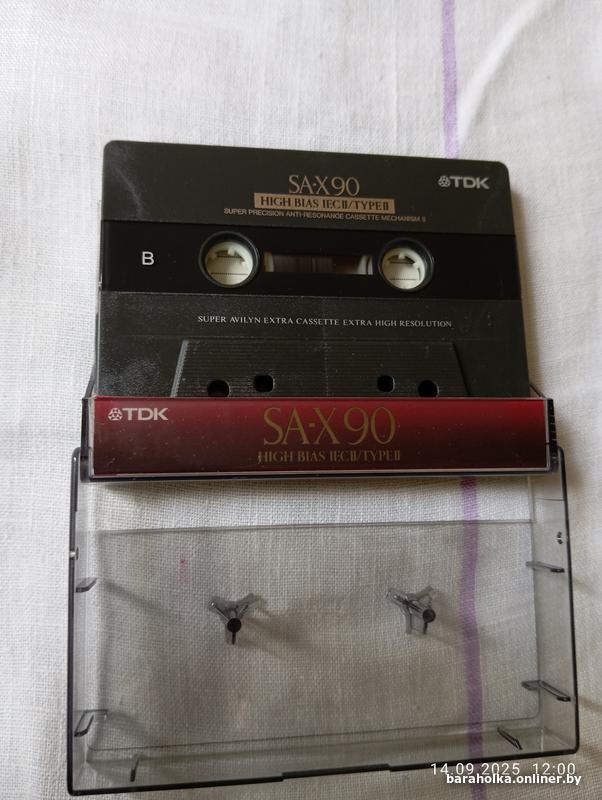 SA-X90
TDK
HIGH BIAS IECⅡ/TYPEⅡ
SUPER PRECISION ANTI-RESONANCE CASSETTE MECHANISM Ⅱ
B
SUPER AVILYN EXTRA CASSETTE EXTRA HIGH RESOLUTION
TDK
SA-X90
HIGH BIAS IECⅡ/TYPEⅡ
14.09.2025 12:00
baraholka.onliner.by